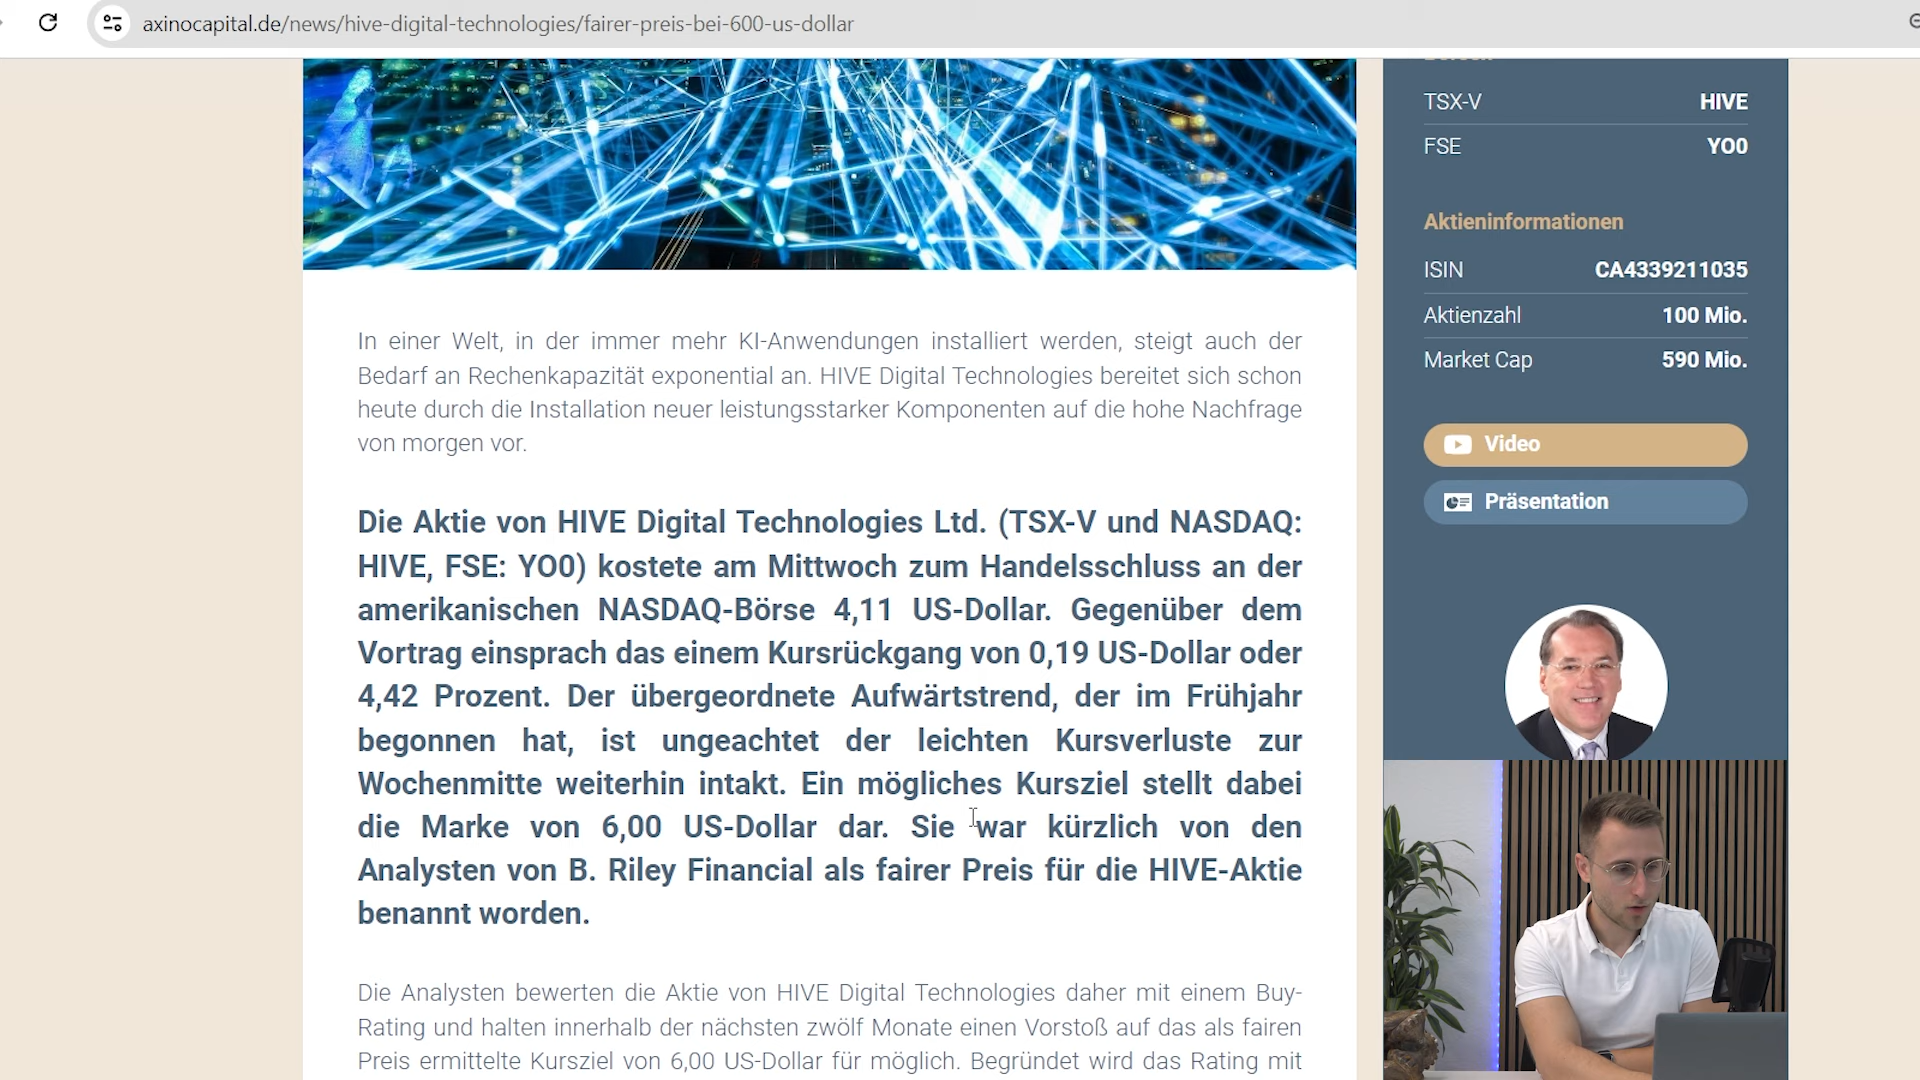 axinocapital.de/news/hive-digital-technologies/fairer-preis-bei-600-us-dollar
TSX-V HIVE
FSE YO0
Aktieninformationen
ISIN CA4339211035
Aktienzahl 100 Mio.
Market Cap 590 Mio.
Video
Präsentation
In einer Welt, in der immer mehr KI-Anwendungen installiert werden, steigt auch der
Bedarf an Rechenkapazität exponential an. HIVE Digital Technologies bereitet sich schon
heute durch die Installation neuer leistungsstarker Komponenten auf die hohe Nachfrage
von morgen vor.
Die Aktie von HIVE Digital Technologies Ltd. (TSX-V und NASDAQ:
HIVE, FSE: YO0) kostete am Mittwoch zum Handelsschluss an der
amerikanischen NASDAQ-Börse 4,11 US-Dollar. Gegenüber dem
Vortrag einsprach das einem Kursrückgang von 0,19 US-Dollar oder
4,42 Prozent. Der übergeordnete Aufwärtstrend, der im Frühjahr
begonnen hat, ist ungeachtet der leichten Kursverluste zur
Wochenmitte weiterhin intakt. Ein mögliches Kursziel stellt dabei
die Marke von 6,00 US-Dollar dar. Sie war kürzlich von den
Analysten von B. Riley Financial als fairer Preis für die HIVE-Aktie
benannt worden.
Die Analysten bewerten die Aktie von HIVE Digital Technologies daher mit einem Buy-
Rating und halten innerhalb der nächsten zwölf Monate einen Vorstoß auf das als fairen
Preis ermittelte Kursziel von 6,00 US-Dollar für möglich. Begründet wird das Rating mit